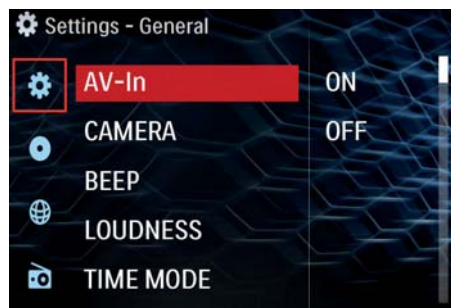 Settings - General
AV-In ON
CAMERA OFF
BEEP
LOUDNESS
TIME MODE